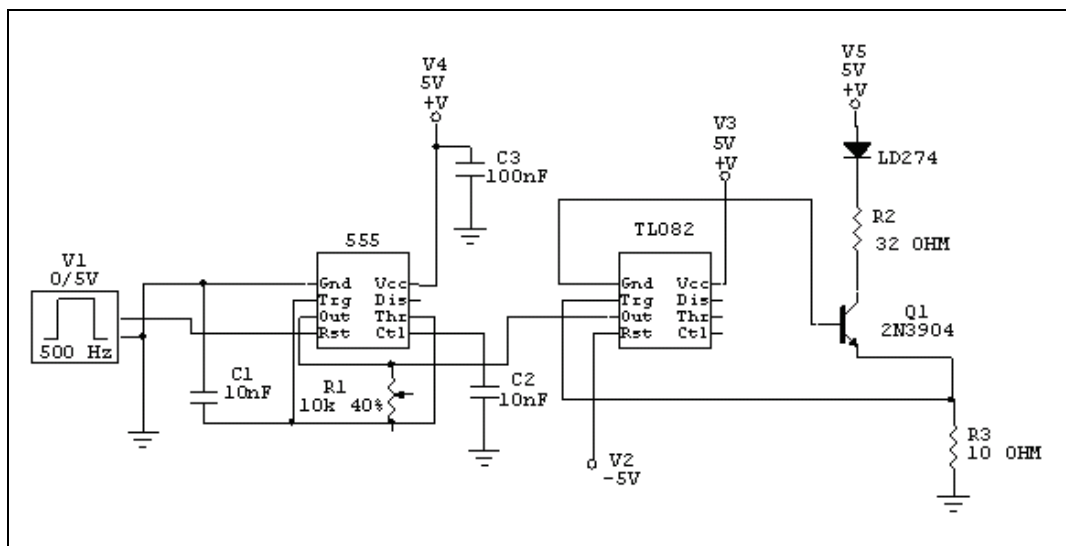 V4
5V
+V
C3
100nF
V5
5V
+V
LD274
R2
32 OHM
V3
5V
+V
TL082
Gnd Vcc
Trg Dis
Out Thr
Rst Ctl
555
Gnd Vcc
Trg Dis
Out Thr
Rst Ctl
V1
0/5V
500 Hz
C1
10nF
R1
10k 40%
C2
10nF
Q1
2N3904
V2
-5V
R3
10 OHM